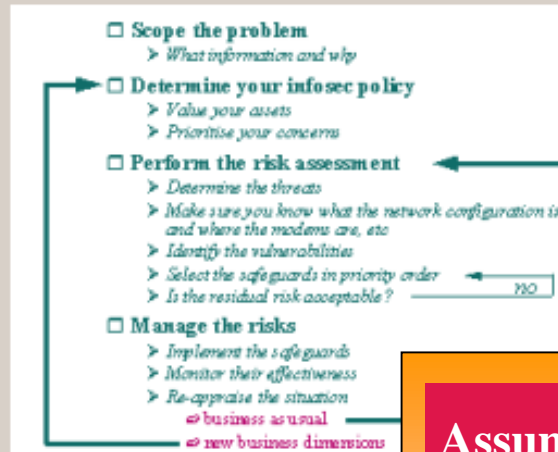 Scope the problem
What information and why
Determine your infosec policy
Value your assets
Prioritise your concerns
Perform the risk assessment
Determine the threats
Make sure you know what the network configuration is
and where the modems are, etc
Identify the vulnerabilities
Select the safeguards in priority order
Is the residual risk acceptable?
no
Manage the risks
Implement the safeguards
Monitor their effectiveness
Re-appraise the situation
business as usual
new business dimensions